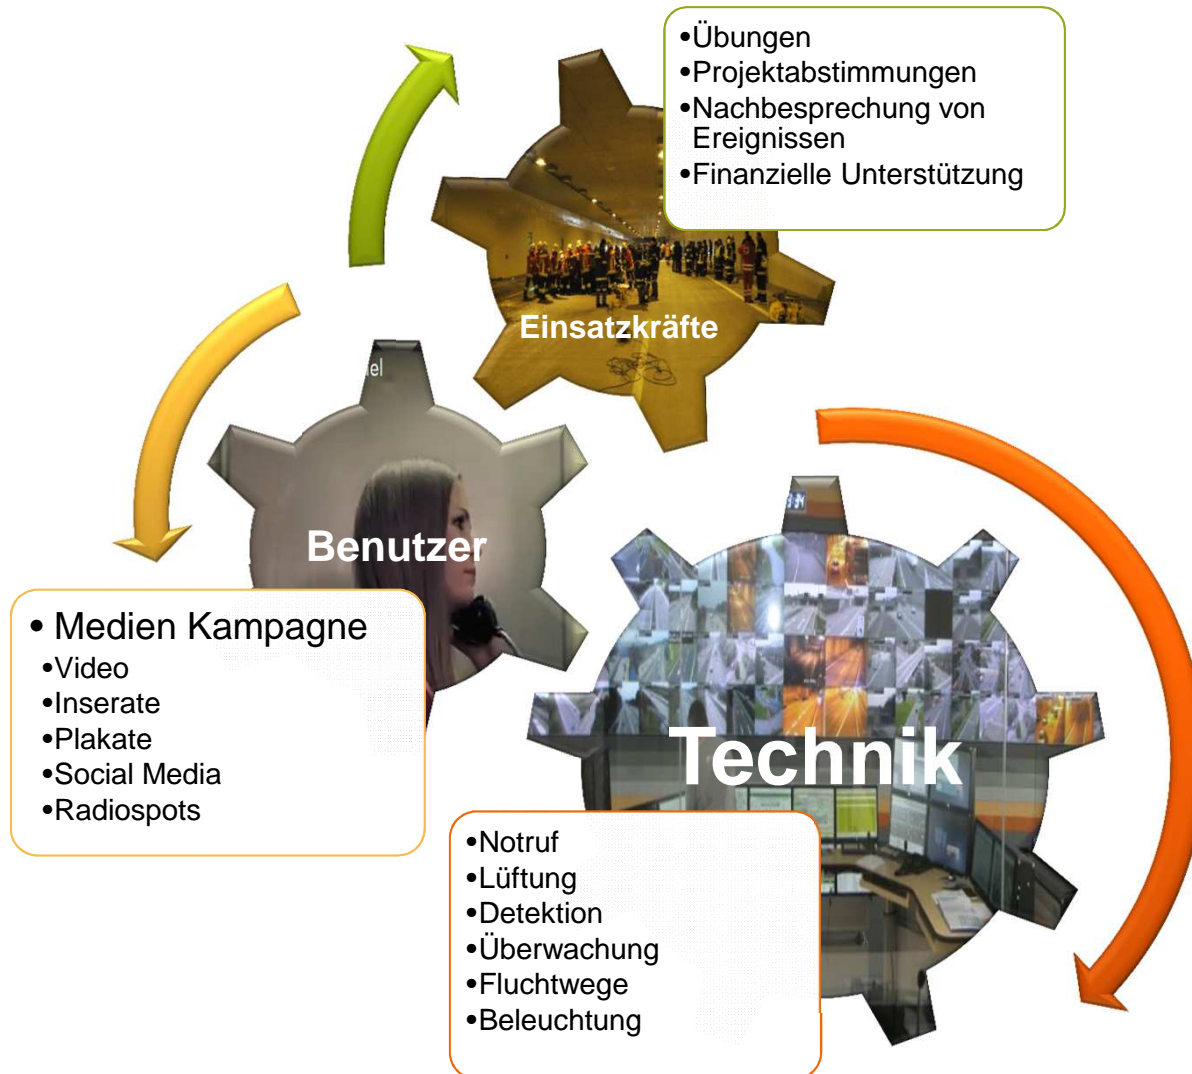 •Übungen
•Projektabstimmungen
•Nachbesprechung von
Ereignissen
•Finanzielle Unterstützung
Einsatzkräfte
Benutzer
• Medien Kampagne
•Video
•Inserate
•Plakate
•Social Media
•Radiospots
Technik
•Notruf
•Lüftung
•Detektion
•Überwachung
•Fluchtwege
•Beleuchtung